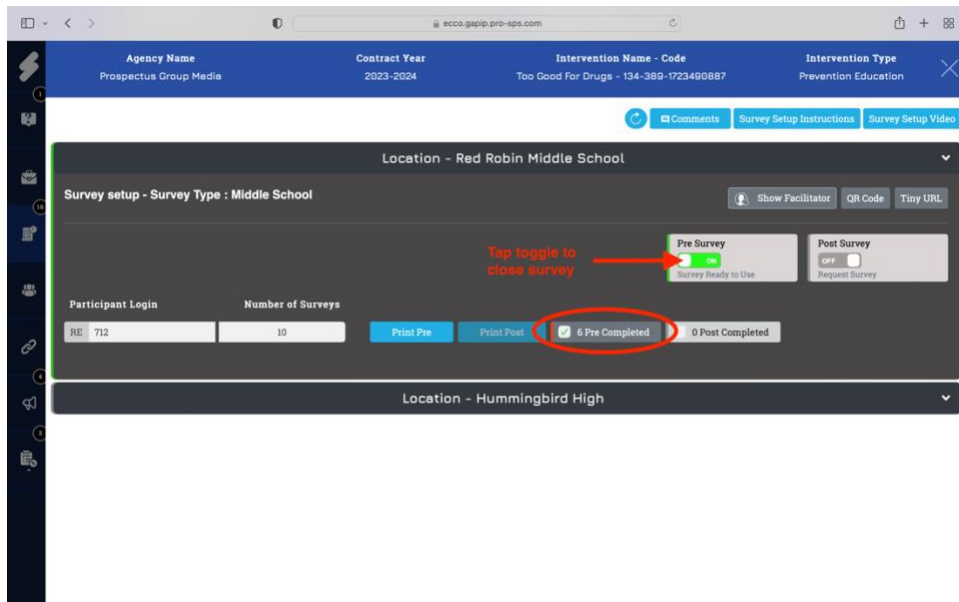 ecco.gapip.pro-sps.com
Agency Name
Prospectus Group Media
Contract Year
2023-2024
Intervention Name - Code
Too Good For Drugs - 134-389-1723490887
Intervention Type
Prevention Education
Comments
Survey Setup Instructions
Survey Setup Video
Location - Red Robin Middle School
Survey setup - Survey Type : Middle School
Show Facilitator
QR Code
Tiny URL
Tap toggle to
close survey
Pre Survey
ON
Survey Ready to Use
Post Survey
OFF
Request Survey
Participant Login
Number of Surveys
RE 712
10
Print Pre
Print Post
6 Pre Completed
0 Post Completed
Location - Hummingbird High